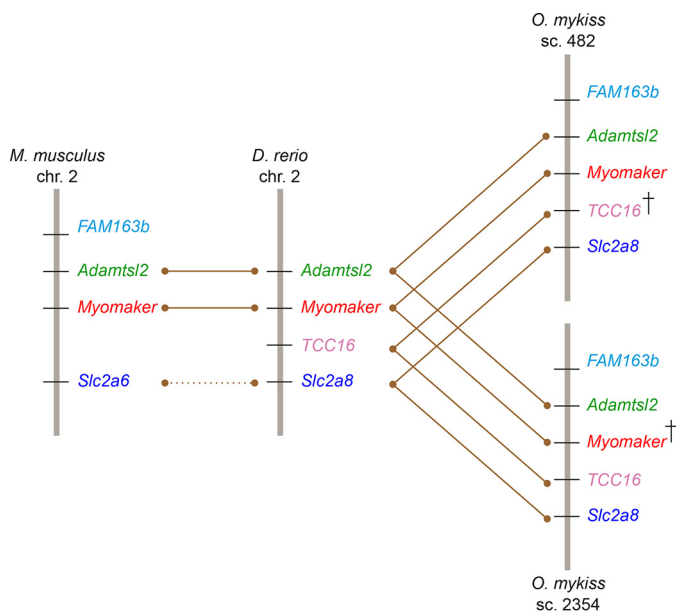 O. mykiss
sc. 482
FAM163b
Adamtsl2
Myomaker
TCC16†
Slc2a8
M. musculus
chr. 2
FAM163b
Adamtsl2
Myomaker
Slc2a6
D. rerio
chr. 2
Adamtsl2
Myomaker
TCC16
Slc2a8
FAM163b
Adamtsl2
Myomaker†
TCC16
Slc2a8
O. mykiss
sc. 2354